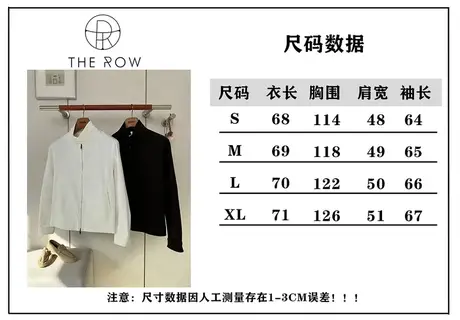 THE ROW
尺码数据
尺码 衣长 胸围 肩宽 袖长
S 68 114 48 64
M 69 118 49 65
L 70 122 50 66
XL 71 126 51 67
注意：尺寸数据因人工测量存在1-3CM误差！！！